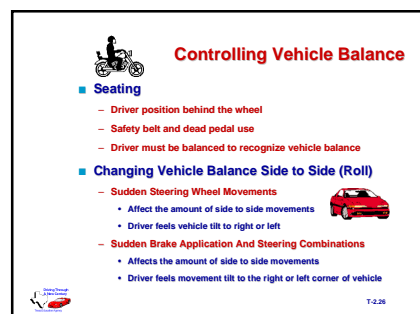 Controlling Vehicle Balance
Seating
– Driver position behind the wheel
– Safety belt and dead pedal use
– Driver must be balanced to recognize vehicle balance
Changing Vehicle Balance Side to Side (Roll)
– Sudden Steering Wheel Movements
• Affect the amount of side to side movements
• Driver feels vehicle tilt to right or left
– Sudden Brake Application And Steering Combinations
• Affects the amount of side to side movements
• Driver feels movement tilt to the right or left corner of vehicle
Driving Through
A New Century
T-2.26